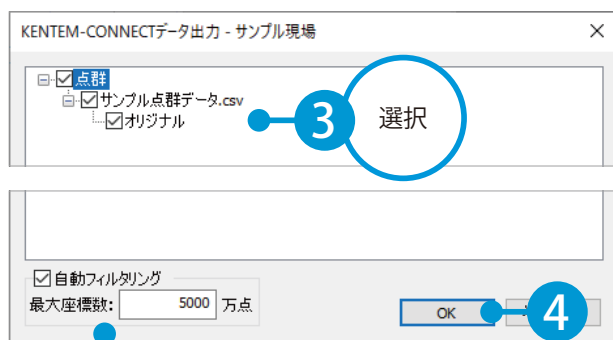 KENTEM-CONNECTデータ出力 - サンプル現場
点群
サンプル点群データ.csv
オリジナル
3 選択
自動フィルタリング
最大座標数: 5000 万点
OK 4